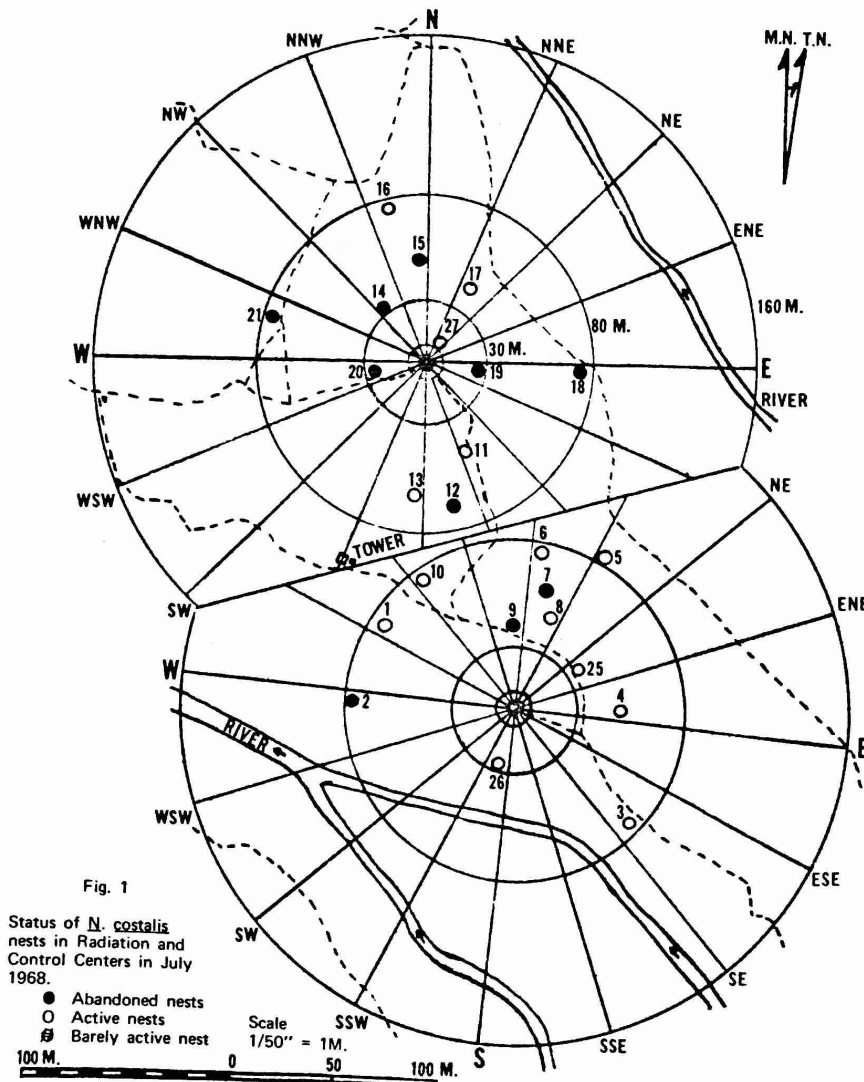 N
NNW
NNE
M.N. T.N.
NW
NE
16
ENE
WNW
15
17
160 M.
14
21
80 M.
27
W
30 M.
E
20
19
18
RIVER
11
13
12
WSW
NE
TOWER
6
5
10
7
SW
1
8
9
ENE
W
25
2
4
RIVER
E
26
3
WSW
ESE
Fig. 1
Status of N. costalis
nests in Radiation and
Control Centers in July
1968.
SW
SE
● Abandoned nests
○ Active nests
Barely active nest
SSW
S
SSE
Scale
1/50" = 1M.
100 M. 0 50 100 M.